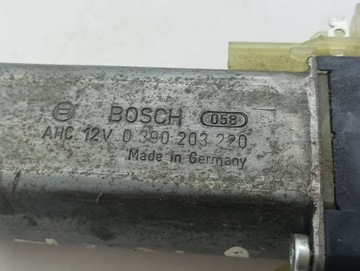 BOSCH 058
AHC 12V 0 390 203 220
Made in Germany